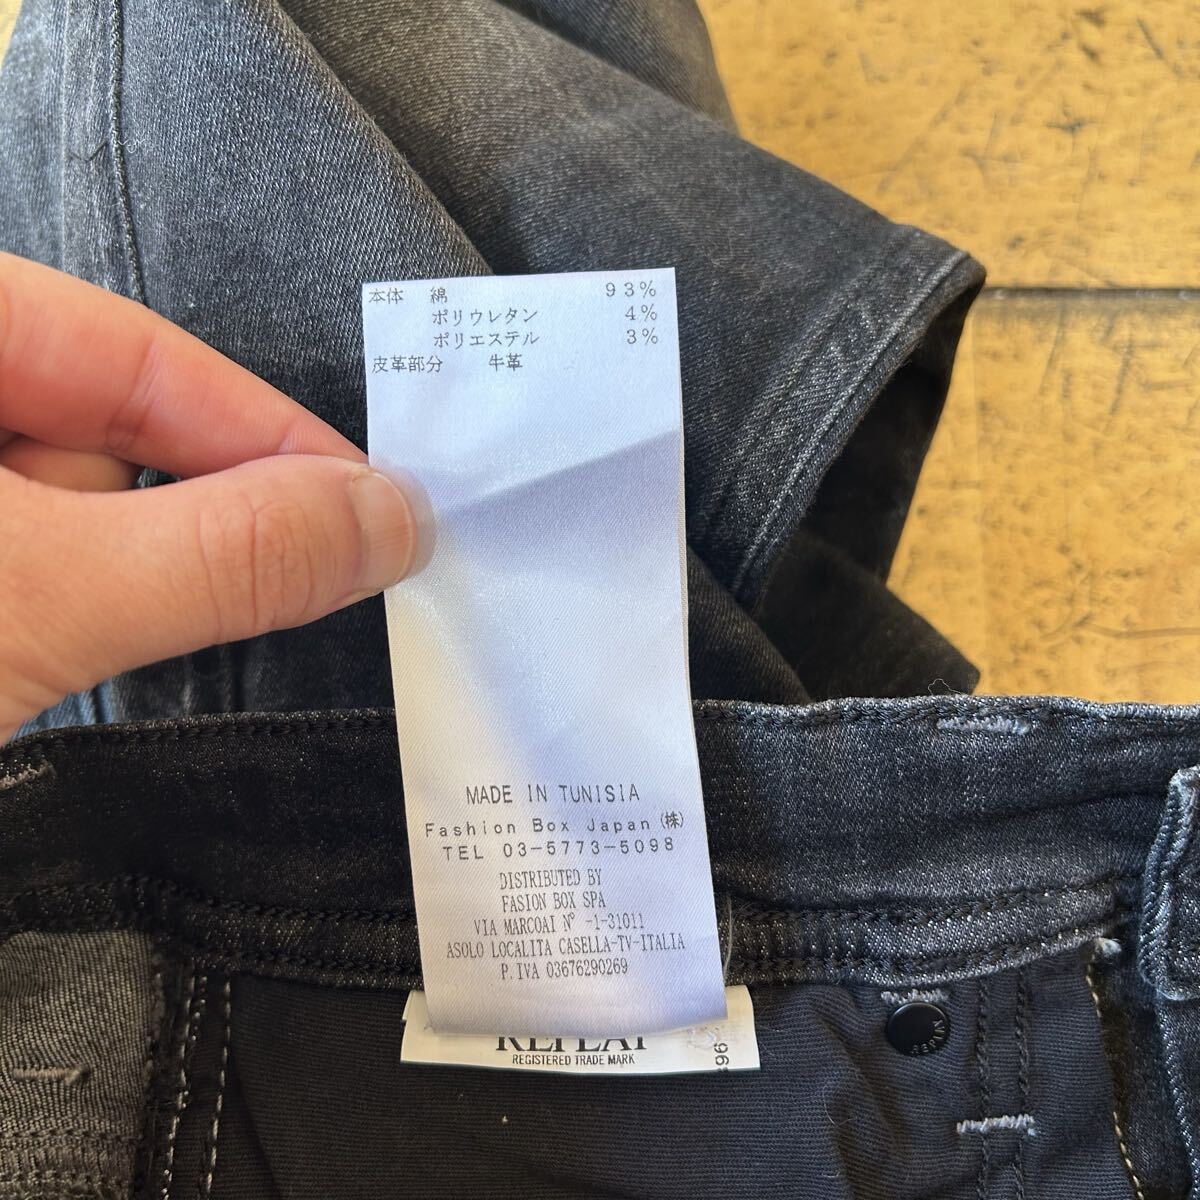 本体 綿 93%
ポリウレタン 4%
ポリエステル 3%
皮革部分 牛革
MADE IN TUNISIA
Fashion Box Japan(株)
TEL 03-5773-5098
DISTRIBUTED BY
FASION BOX SPA
VIA MARCOAI Nº -1-31011
ASOLO LOCALITA CASELLA-TV-ITALIA
P.IVA 03676290269
REGISTERED TRADE MARK